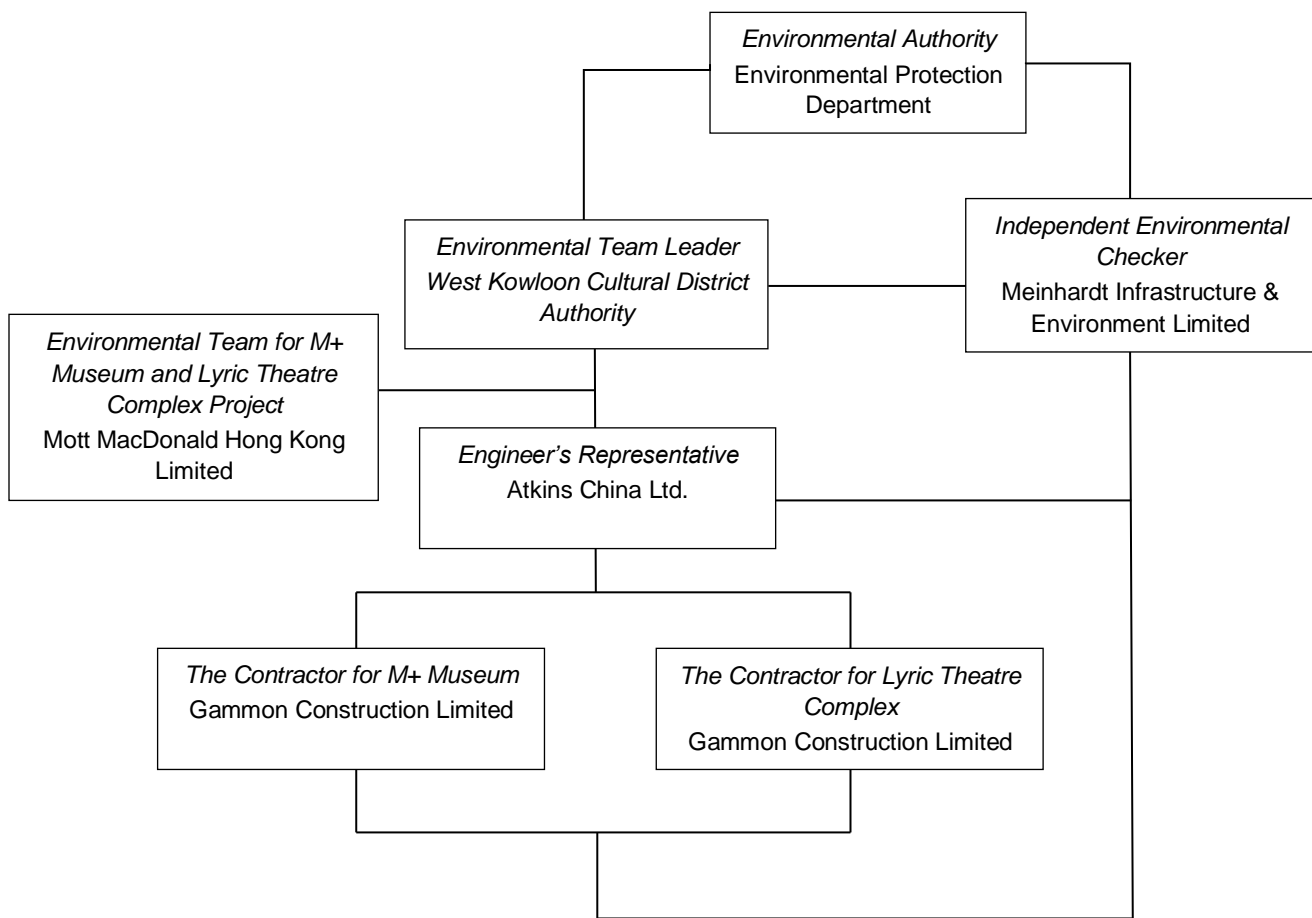 Environmental Authority
Environmental Protection
Department
Environmental Team Leader
West Kowloon Cultural District
Authority
Independent Environmental
Checker
Meinhardt Infrastructure &
Environment Limited
Environmental Team for M+
Museum and Lyric Theatre
Complex Project
Mott MacDonald Hong Kong
Limited
Engineer’s Representative
Atkins China Ltd.
The Contractor for M+ Museum
Gammon Construction Limited
The Contractor for Lyric Theatre
Complex
Gammon Construction Limited